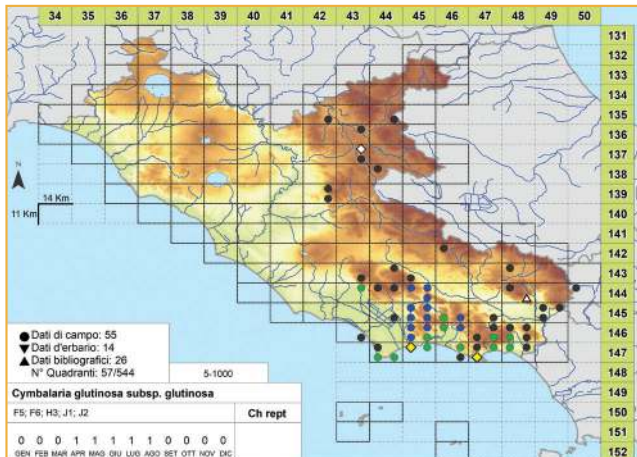 34 35 36 37 38 39 40 41 42 43 44 45 46 47 48 49 50
131
132
133
134
135
136
137
138
139
140
141
142
143
144
145
146
147
148
149
150
151
152
N
14 Km
11 Km
Dati di campo: 55
Dati d'erbario: 14
Dati bibliografici: 26
N° Quadranti: 57/544
5-1000
Cymbalaria glutinosa subsp. glutinosa
F5; F6; H3; J1; J2
Ch rept
0 0 0 1 1 1 1 1 0 0 0 0
GEN FEB MAR APR MAG GIU LUG AGO SET OTT NOV DIC